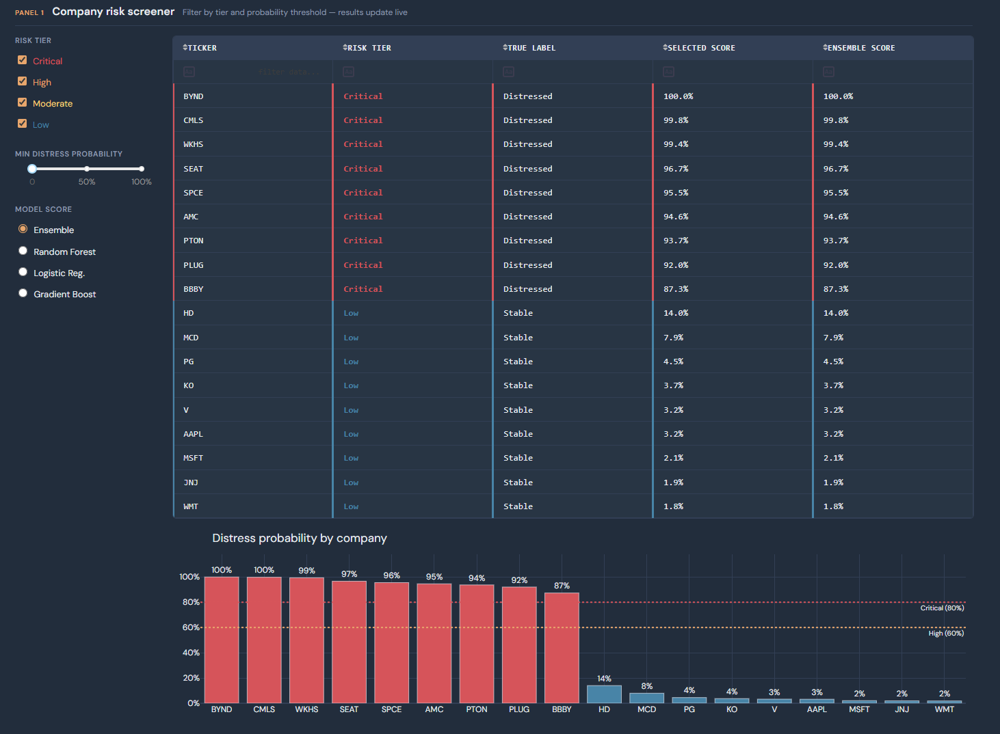 PANEL 1 Company risk screener Filter by tier and probability threshold — results update live
RISK TIER
Critical
High
Moderate
Low
MIN DISTRESS PROBABILITY
0 50% 100%
MODEL SCORE
Ensemble
Random Forest
Logistic Reg.
Gradient Boost
TICKER RISK TIER TRUE LABEL SELECTED SCORE ENSEMBLE SCORE
Aa filter data... Aa Aa Aa Aa
BYND Critical Distressed 100.0% 100.0%
CMLS Critical Distressed 99.8% 99.8%
WKHS Critical Distressed 99.4% 99.4%
SEAT Critical Distressed 96.7% 96.7%
SPCE Critical Distressed 95.5% 95.5%
AMC Critical Distressed 94.6% 94.6%
PTON Critical Distressed 93.7% 93.7%
PLUG Critical Distressed 92.0% 92.0%
BBBY Critical Distressed 87.3% 87.3%
HD Low Stable 14.0% 14.0%
MCD Low Stable 7.9% 7.9%
PG Low Stable 4.5% 4.5%
KO Low Stable 3.7% 3.7%
V Low Stable 3.2% 3.2%
AAPL Low Stable 3.2% 3.2%
MSFT Low Stable 2.1% 2.1%
JNJ Low Stable 1.9% 1.9%
WMT Low Stable 1.8% 1.8%
Distress probability by company
100% 100% 99% 97% 96% 95% 94% 92% 87% 14% 8% 4% 4% 3% 3% 2% 2% 2%
100%
80%
Critical (80%)
60%
High (60%)
40%
20%
0%
BYND CMLS WKHS SEAT SPCE AMC PTON PLUG BBBY HD MCD PG KO V AAPL MSFT JNJ WMT